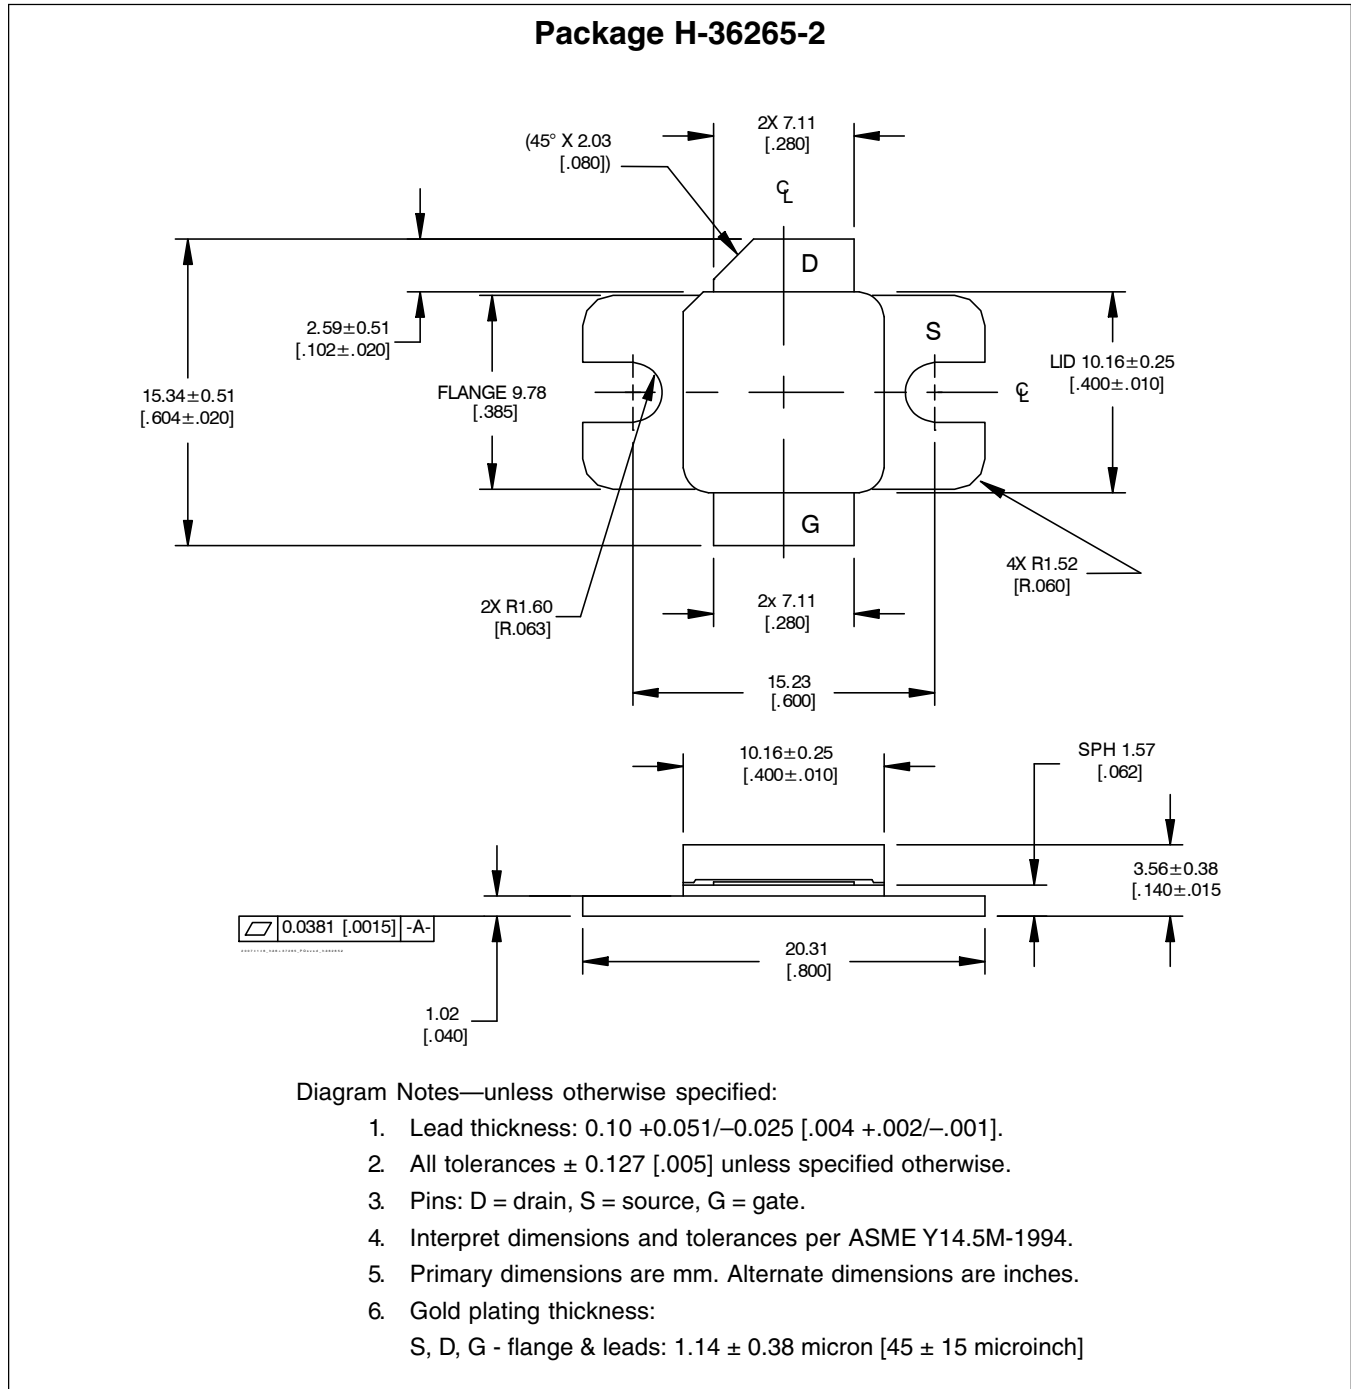 Package H-36265-2
(45° X 2.03
[.080])
2X 7.11
[.280]
CL
D
2.59±0.51
[.102±.020]
S
15.34±0.51
[.604±.020]
FLANGE 9.78
[.385]
LID 10.16±0.25
[.400±.010]
CL
G
2X R1.60
[R.063]
2x 7.11
[.280]
4X R1.52
[R.060]
15.23
[.600]
10.16±0.25
[.400±.010]
SPH 1.57
[.062]
3.56±0.38
[.140±.015
0.0381 [.0015] -A-
20.31
[.800]
1.02
[.040]
Diagram Notes—unless otherwise specified:
1. Lead thickness: 0.10 +0.051/–0.025 [.004 +.002/–.001].
2. All tolerances ± 0.127 [.005] unless specified otherwise.
3. Pins: D = drain, S = source, G = gate.
4. Interpret dimensions and tolerances per ASME Y14.5M-1994.
5. Primary dimensions are mm. Alternate dimensions are inches.
6. Gold plating thickness:
S, D, G - flange & leads: 1.14 ± 0.38 micron [45 ± 15 microinch]